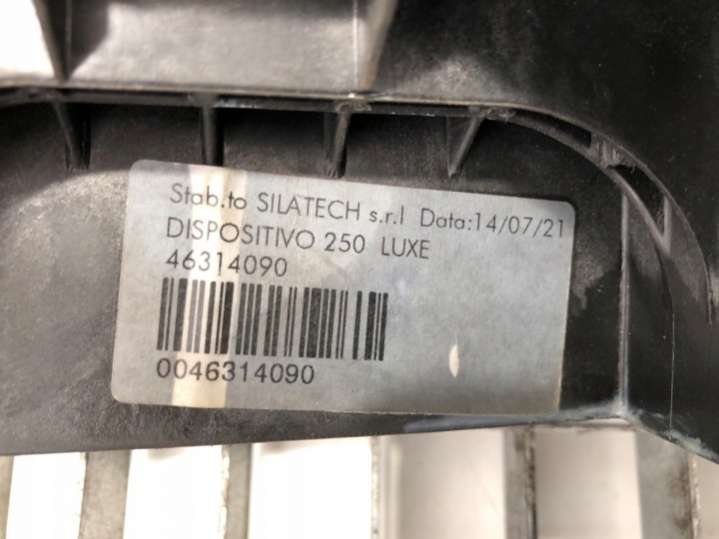 Stab.to SILATECH s.r.l Data:14/07/21
DISPOSITIVO 250 LUXE
46314090
0046314090